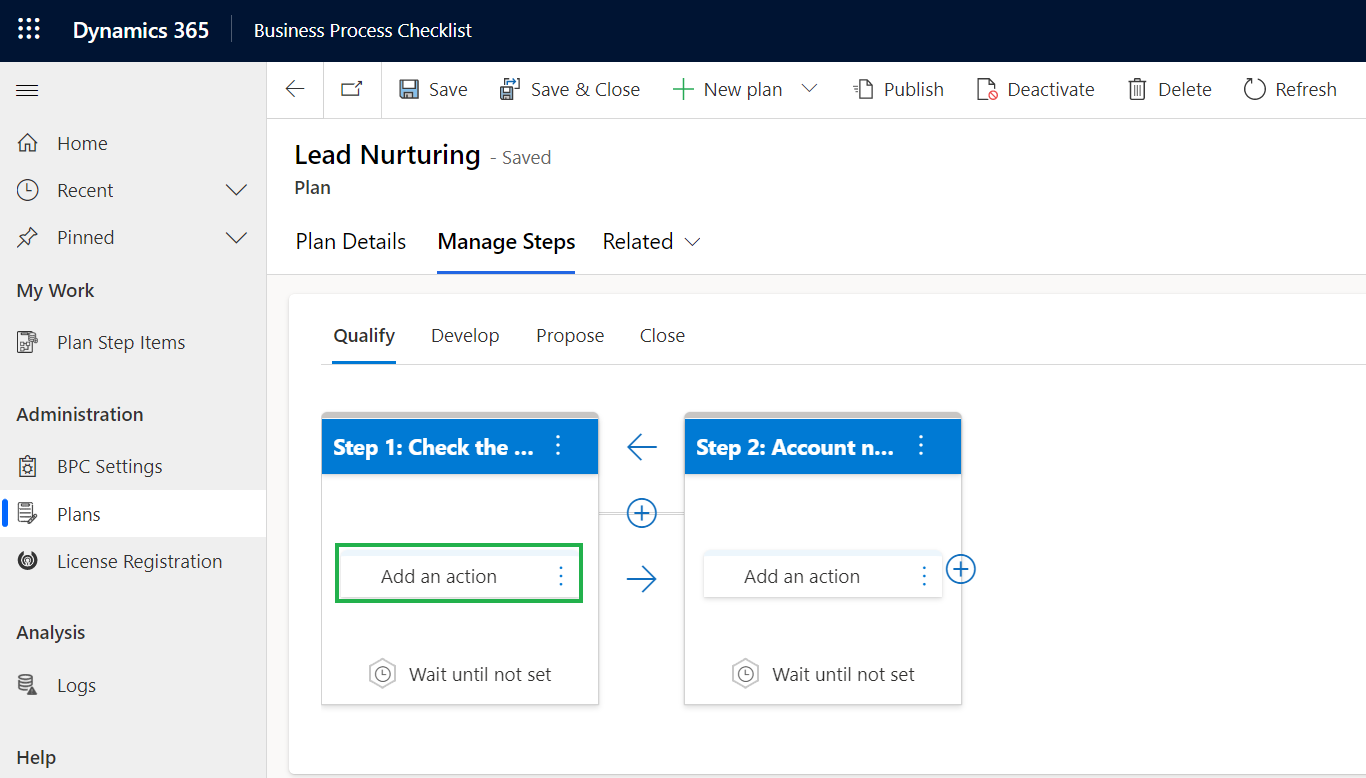 Dynamics 365 Business Process Checklist
Save Save & Close New plan Publish Deactivate Delete Refresh
Home
Recent
Pinned
My Work
Plan Step Items
Administration
BPC Settings
Plans
License Registration
Analysis
Logs
Help
Lead Nurturing - Saved
Plan
Plan Details Manage Steps Related
Qualify Develop Propose Close
Step 1: Check the ... Step 2: Account n...
Add an action Add an action
Wait until not set Wait until not set